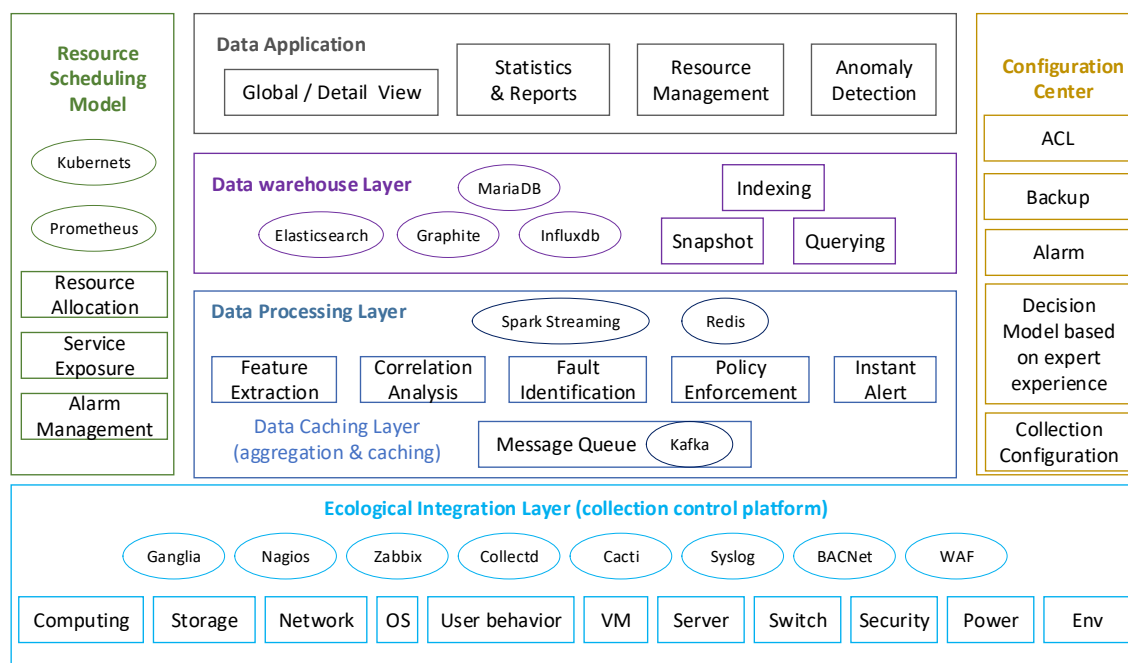 Resource
Scheduling
Model
Kubernets
Prometheus
Resource
Allocation
Service
Exposure
Alarm
Management
Data Application
Global / Detail View
Statistics
& Reports
Resource
Management
Anomaly
Detection
Data warehouse Layer
MariaDB
Elasticsearch
Graphite
Influxdb
Indexing
Snapshot
Querying
Data Processing Layer
Spark Streaming
Redis
Feature
Extraction
Correlation
Analysis
Fault
Identification
Policy
Enforcement
Instant
Alert
Data Caching Layer
(aggregation & caching)
Message Queue
Kafka
Configuration
Center
ACL
Backup
Alarm
Decision
Model based
on expert
experience
Collection
Configuration
Ecological Integration Layer (collection control platform)
Ganglia
Nagios
Zabbix
Collectd
Cacti
Syslog
BACNet
WAF
Computing
Storage
Network
OS
User behavior
VM
Server
Switch
Security
Power
Env